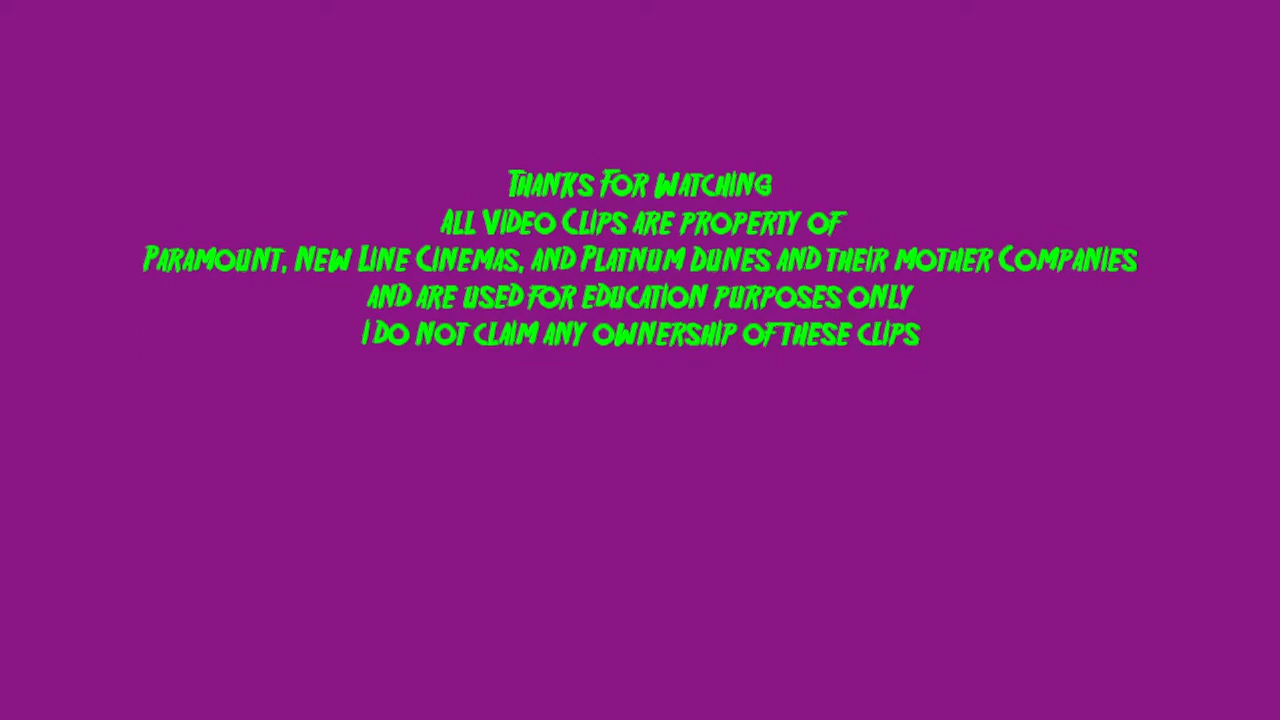 Thanks For Watching
All Video Clips are property of
Paramount, New Line Cinemas, and Platnum Dunes and their mother Companies
and are used for education purposes only
I do not claim any ownership of these clips